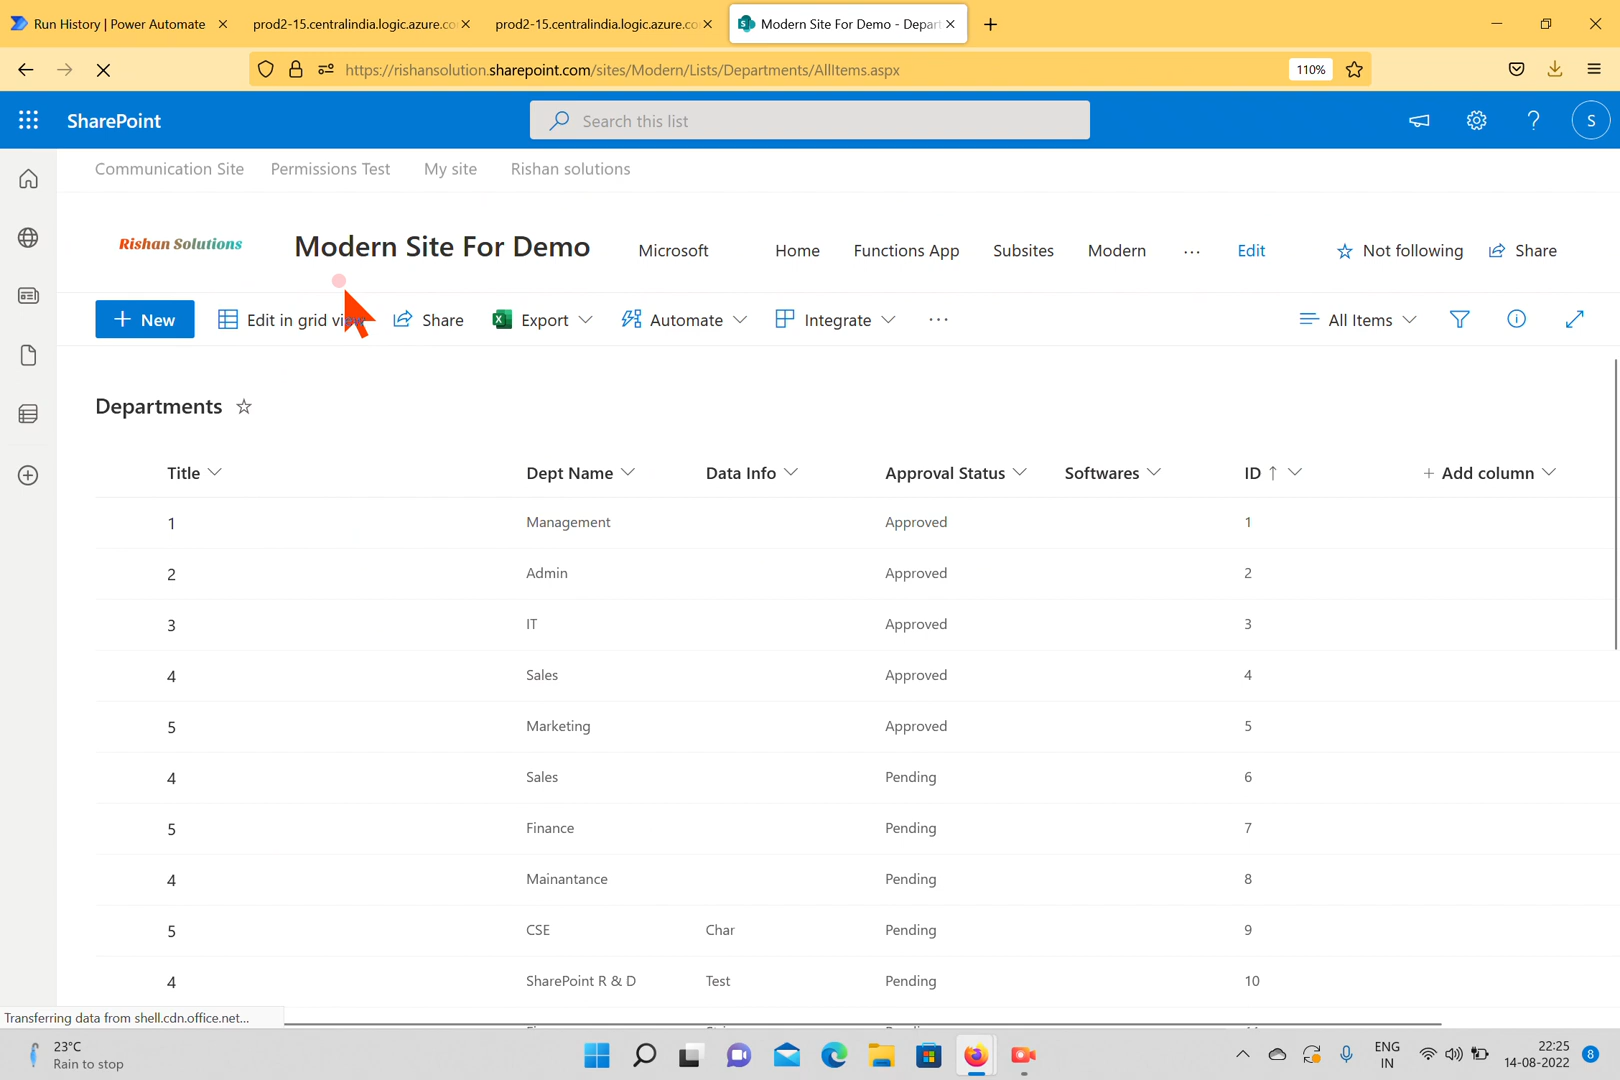 Run History | Power Automate
prod2-15.centralindia.logic.azure.co
prod2-15.centralindia.logic.azure.co
Modern Site For Demo - Depar
https://rishansolution.sharepoint.com/sites/Modern/Lists/Departments/AllItems.aspx
110%
SharePoint
Search this list
S
Communication Site
Permissions Test
My site
Rishan solutions
Rishan Solutions
Modern Site For Demo
Microsoft
Home
Functions App
Subsites
Modern
Edit
Not following
Share
New
Edit in grid view
Share
Export
Automate
Integrate
All Items
Departments
Title
Dept Name
Data Info
Approval Status
Softwares
ID
Add column
1 Management Approved 1
2 Admin Approved 2
3 IT Approved 3
4 Sales Approved 4
5 Marketing Approved 5
4 Sales Pending 6
5 Finance Pending 7
4 Mainantance Pending 8
5 CSE Char Pending 9
4 SharePoint R & D Test Pending 10
Transferring data from shell.cdn.office.net...
23°C
Rain to stop
ENG
IN
22:25
14-08-2022
8